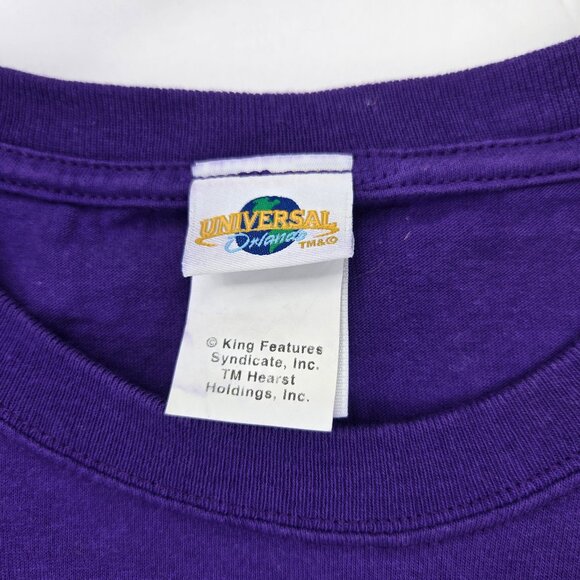 UNIVERSAL
Orlando
TM&©
© King Features
Syndicate, Inc.
TM Hearst
Holdings, Inc.